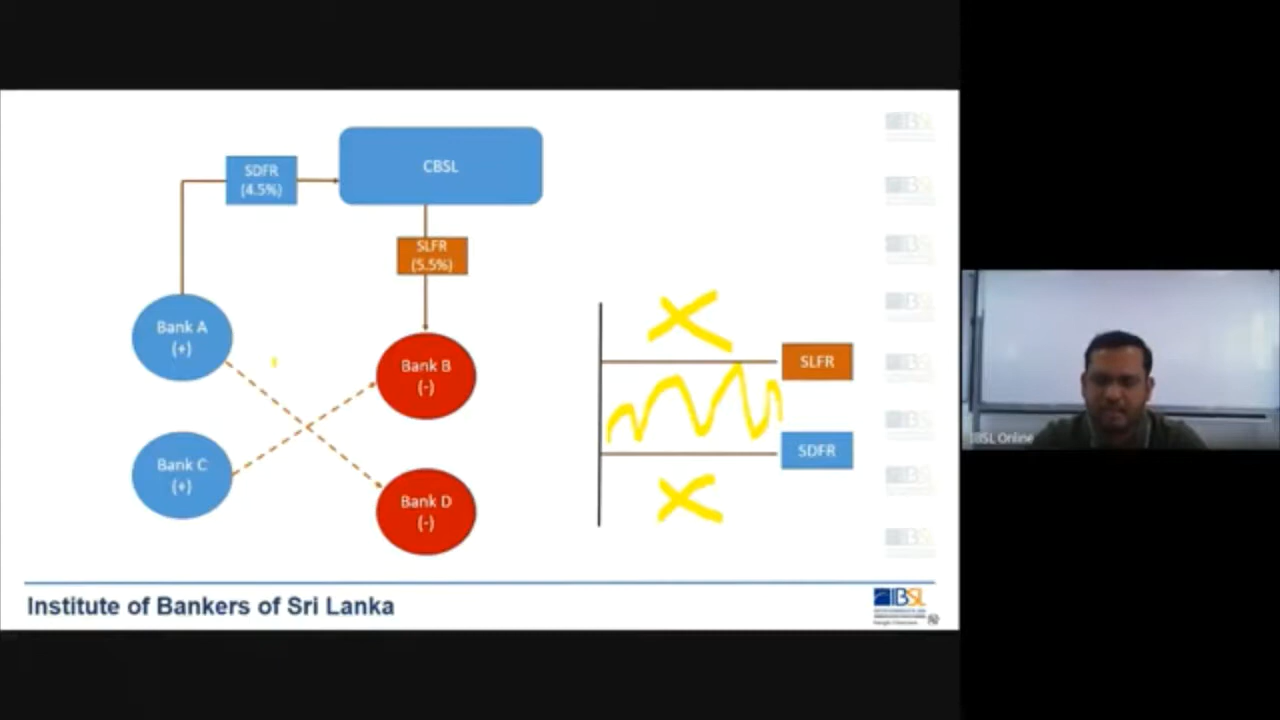 SDFR
(4.5%)
CBSL
SLFR
(5.5%)
Bank A
(+)
Bank B
(-)
Bank C
(+)
Bank D
(-)
SLFR
SDFR
Institute of Bankers of Sri Lanka
IBSL
IBSL Online